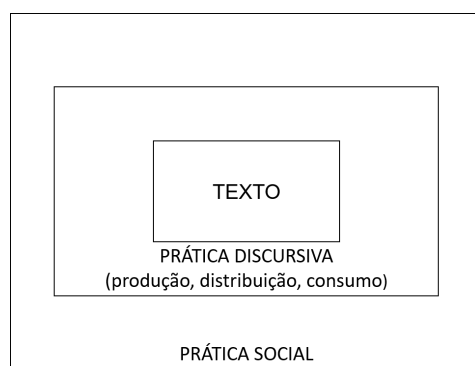 TEXTO
PRÁTICA DISCURSIVA
(produção, distribuição, consumo)
PRÁTICA SOCIAL